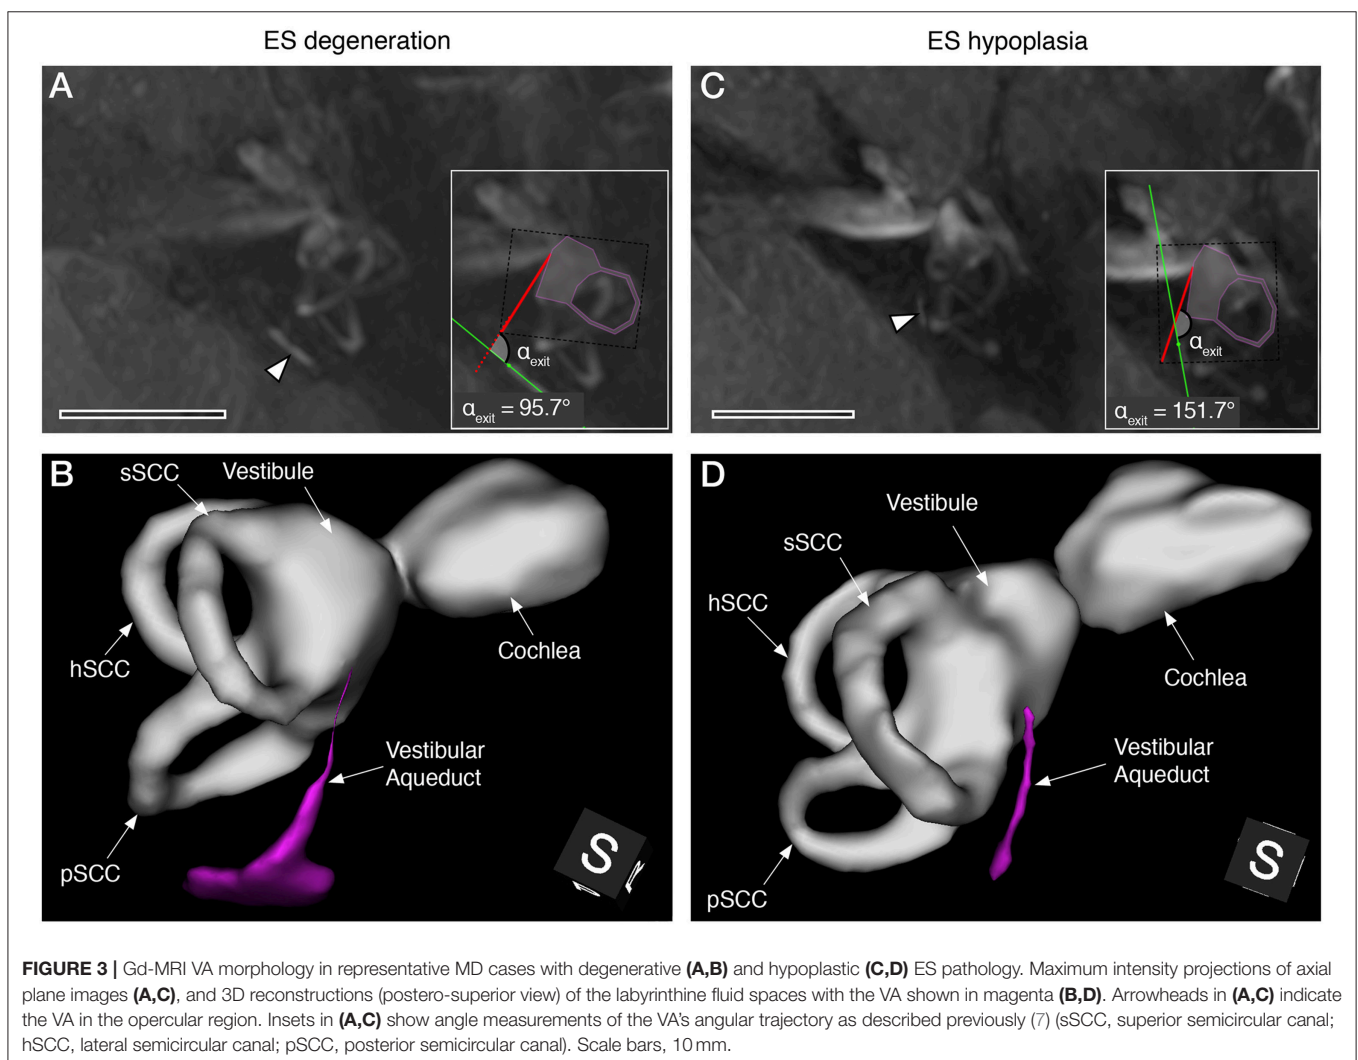 ES degeneration
ES hypoplasia
A
α exit
α exit = 95.7°
C
α exit
α exit = 151.7°
B
sSCC
Vestibule
hSCC
Cochlea
Vestibular
Aqueduct
pSCC
S
D
Vestibule
sSCC
hSCC
Cochlea
Vestibular
Aqueduct
pSCC
S
FIGURE 3 | Gd-MRI VA morphology in representative MD cases with degenerative (A,B) and hypoplastic (C,D) ES pathology. Maximum intensity projections of axial
plane images (A,C), and 3D reconstructions (postero-superior view) of the labyrinthine fluid spaces with the VA shown in magenta (B,D). Arrowheads in (A,C) indicate
the VA in the opercular region. Insets in (A,C) show angle measurements of the VA's angular trajectory as described previously (7) (sSCC, superior semicircular canal;
hSCC, lateral semicircular canal; pSCC, posterior semicircular canal). Scale bars, 10 mm.